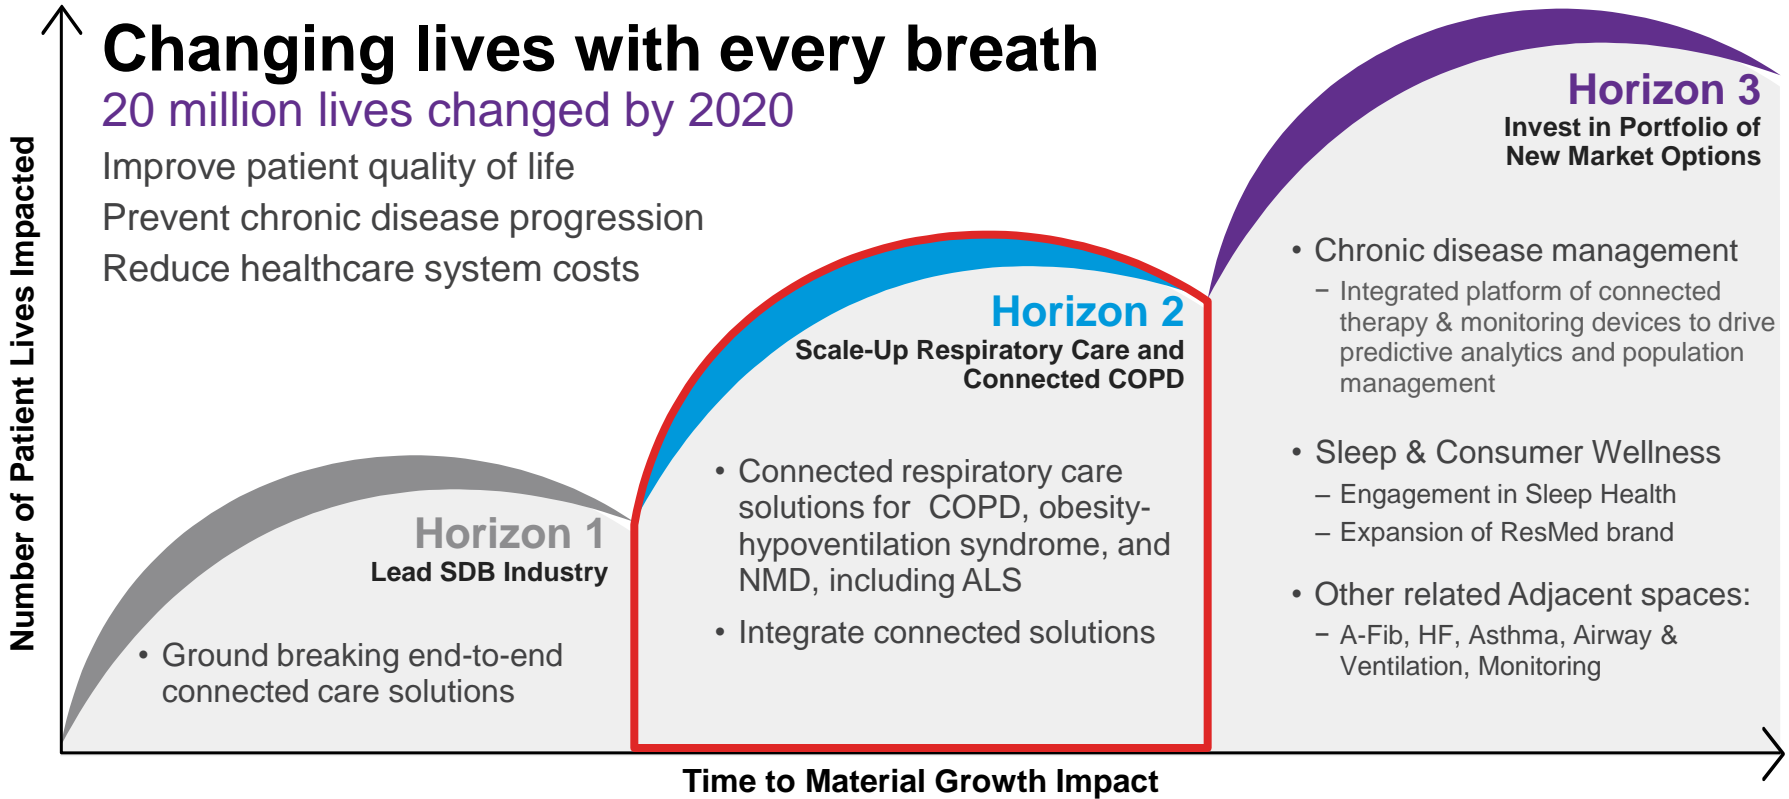 Changing lives with every breath
20 million lives changed by 2020
Improve patient quality of life
Prevent chronic disease progression
Reduce healthcare system costs
Number of Patient Lives Impacted
Horizon 1
Lead SDB Industry
• Ground breaking end-to-end
connected care solutions
Horizon 2
Scale-Up Respiratory Care and
Connected COPD
• Connected respiratory care
solutions for  COPD, obesity-
hypoventilation syndrome, and
NMD, including ALS
• Integrate connected solutions
Horizon 3
Invest in Portfolio of
New Market Options
• Chronic disease management
− Integrated platform of connected
therapy & monitoring devices to drive
predictive analytics and population
management
• Sleep & Consumer Wellness
– Engagement in Sleep Health
– Expansion of ResMed brand
• Other related Adjacent spaces:
− A-Fib, HF, Asthma, Airway &
Ventilation, Monitoring
Time to Material Growth Impact